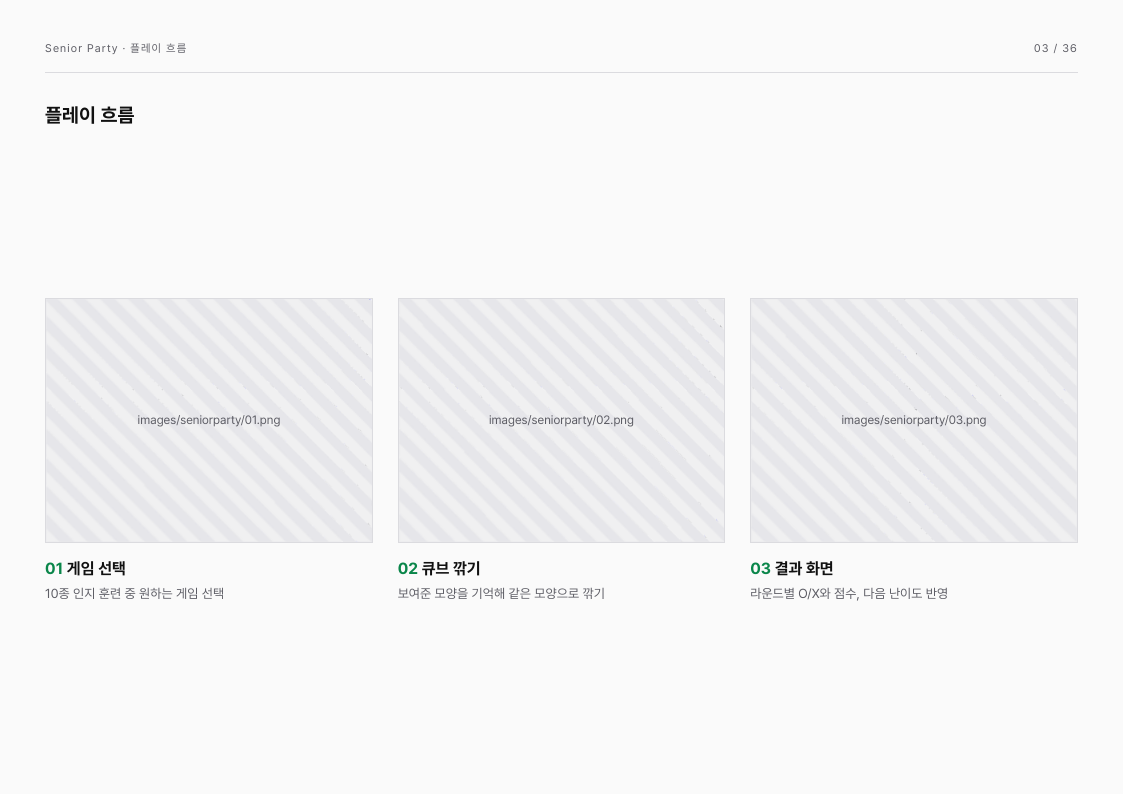 Senior Party · 플레이 흐름
03 / 36
플레이 흐름
images/seniorparty/01.png
images/seniorparty/02.png
images/seniorparty/03.png
01 게임 선택
10종 인지 훈련 중 원하는 게임 선택
02 큐브 깎기
보여준 모양을 기억해 같은 모양으로 깎기
03 결과 화면
라운드별 O/X와 점수, 다음 난이도 반영